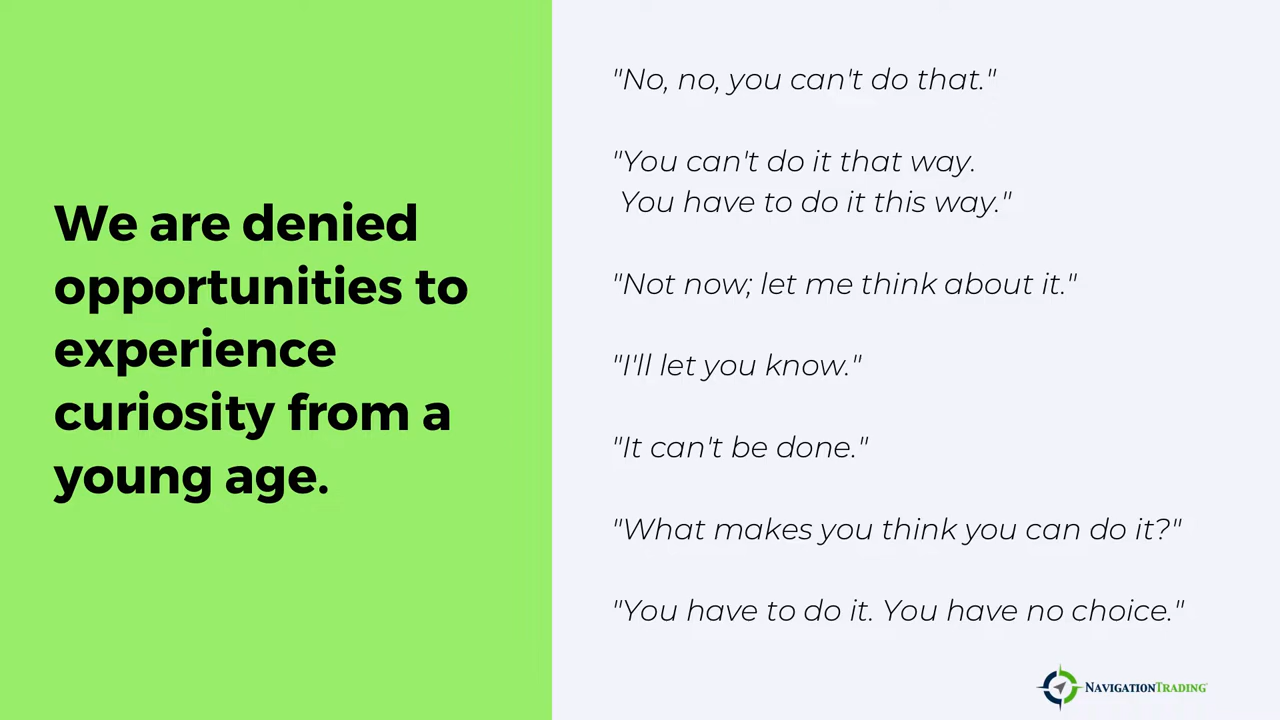 We are denied
opportunities to
experience
curiosity from a
young age.
"No, no, you can't do that."
"You can't do it that way.
You have to do it this way."
"Not now; let me think about it."
"I'll let you know."
"It can't be done."
"What makes you think you can do it?"
"You have to do it. You have no choice."
NAVIGATIONTRADING